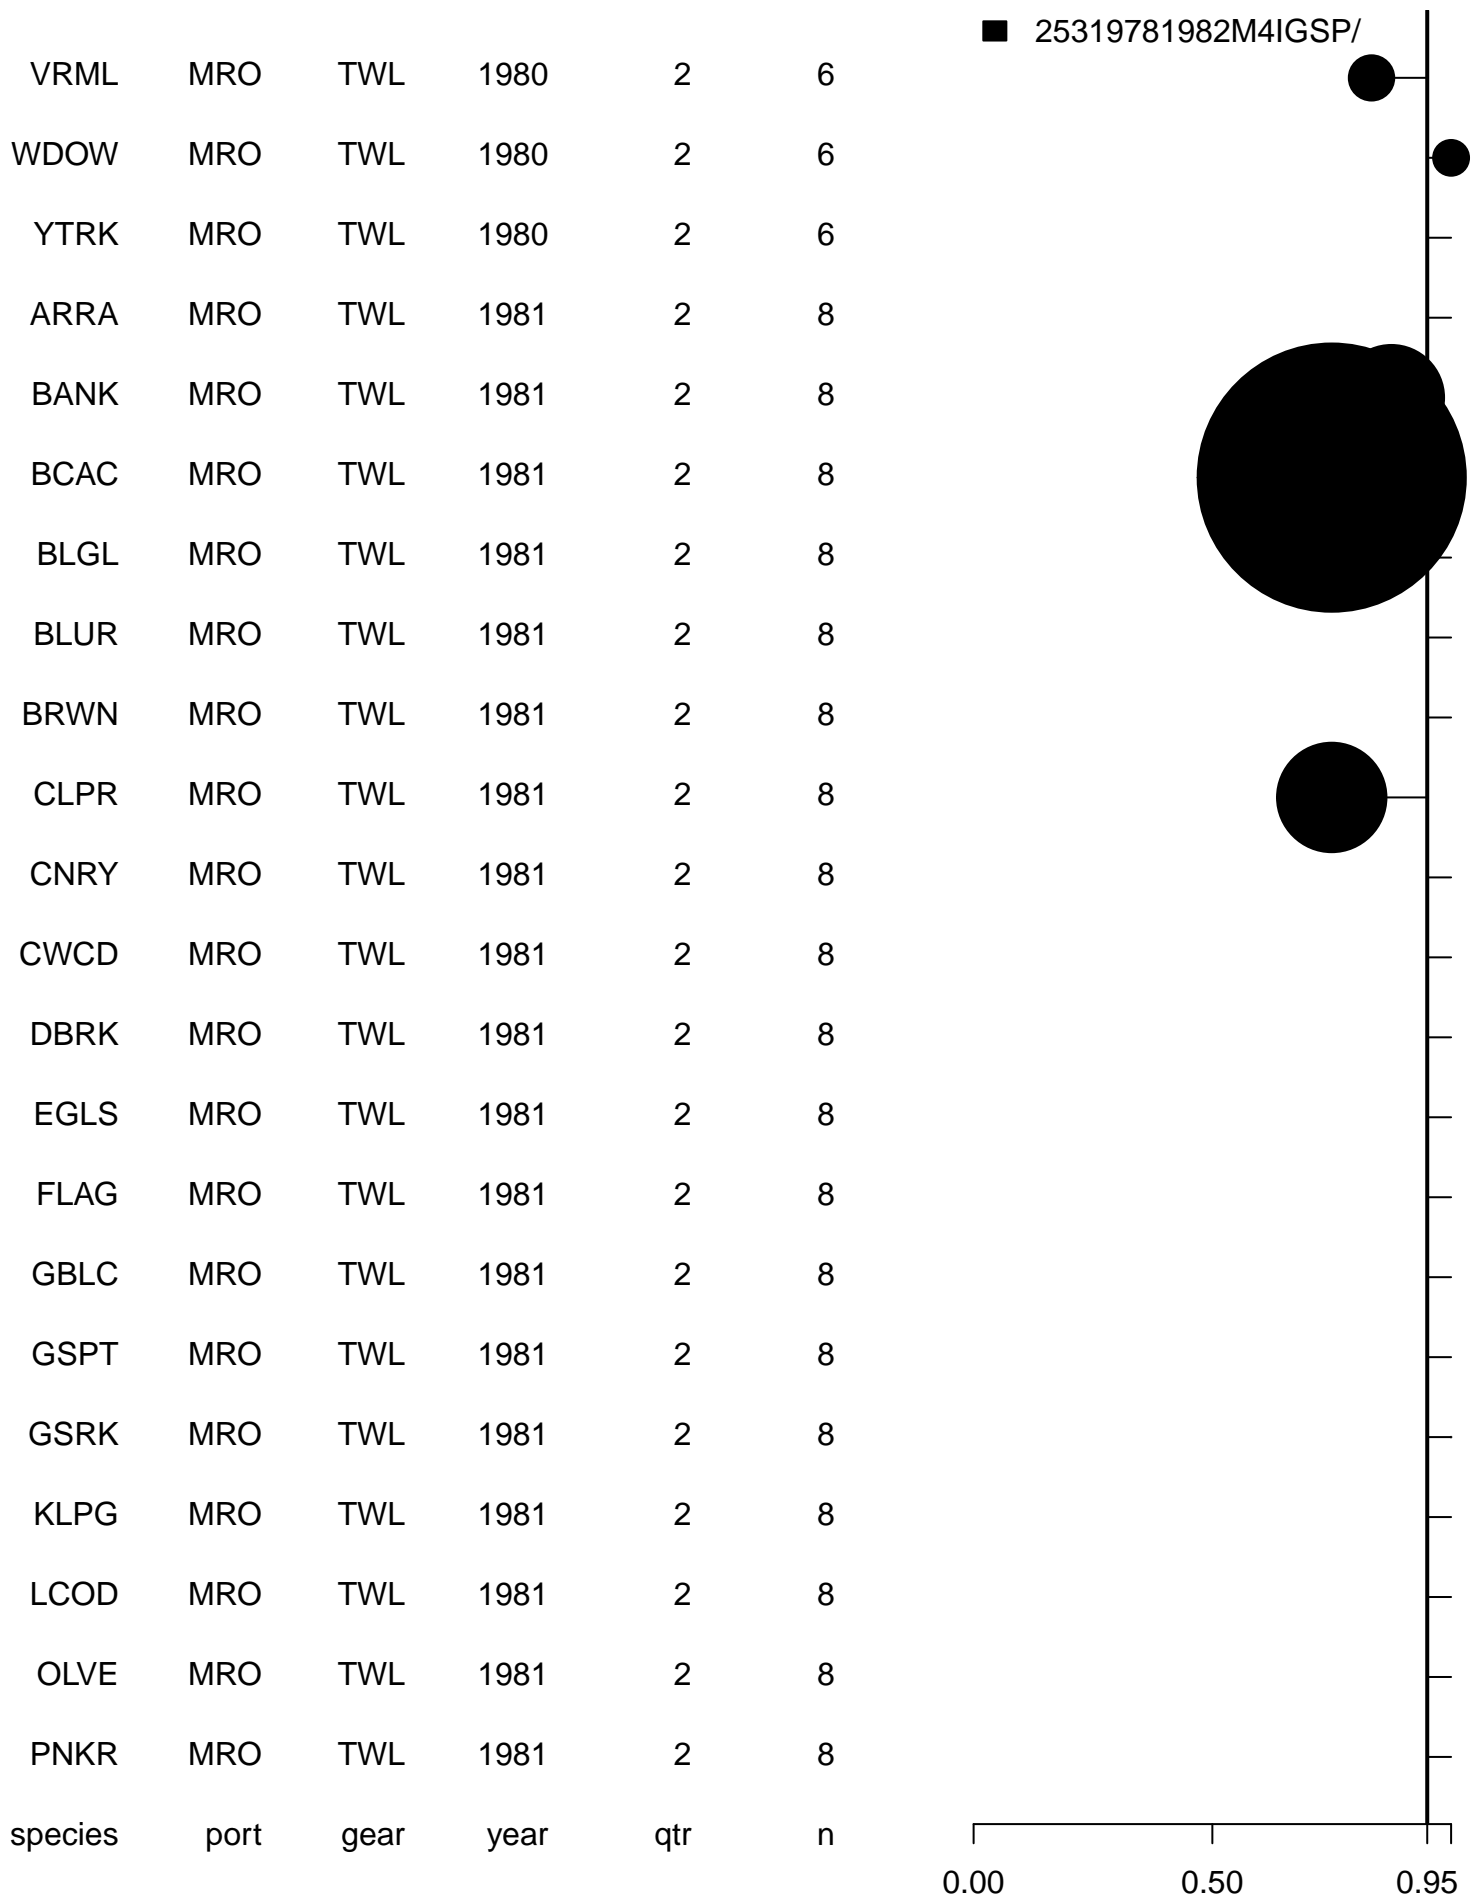 25319781982M4IGSP/
VRML MRO TWL 1980 2 6
WDOW MRO TWL 1980 2 6
YTRK MRO TWL 1980 2 6
ARRA MRO TWL 1981 2 8
BANK MRO TWL 1981 2 8
BCAC MRO TWL 1981 2 8
BLGL MRO TWL 1981 2 8
BLUR MRO TWL 1981 2 8
BRWN MRO TWL 1981 2 8
CLPR MRO TWL 1981 2 8
CNRY MRO TWL 1981 2 8
CWCD MRO TWL 1981 2 8
DBRK MRO TWL 1981 2 8
EGLS MRO TWL 1981 2 8
FLAG MRO TWL 1981 2 8
GBLC MRO TWL 1981 2 8
GSPT MRO TWL 1981 2 8
GSRK MRO TWL 1981 2 8
KLPG MRO TWL 1981 2 8
LCOD MRO TWL 1981 2 8
OLVE MRO TWL 1981 2 8
PNKR MRO TWL 1981 2 8
species port gear year qtr n
0.00 0.50 0.95